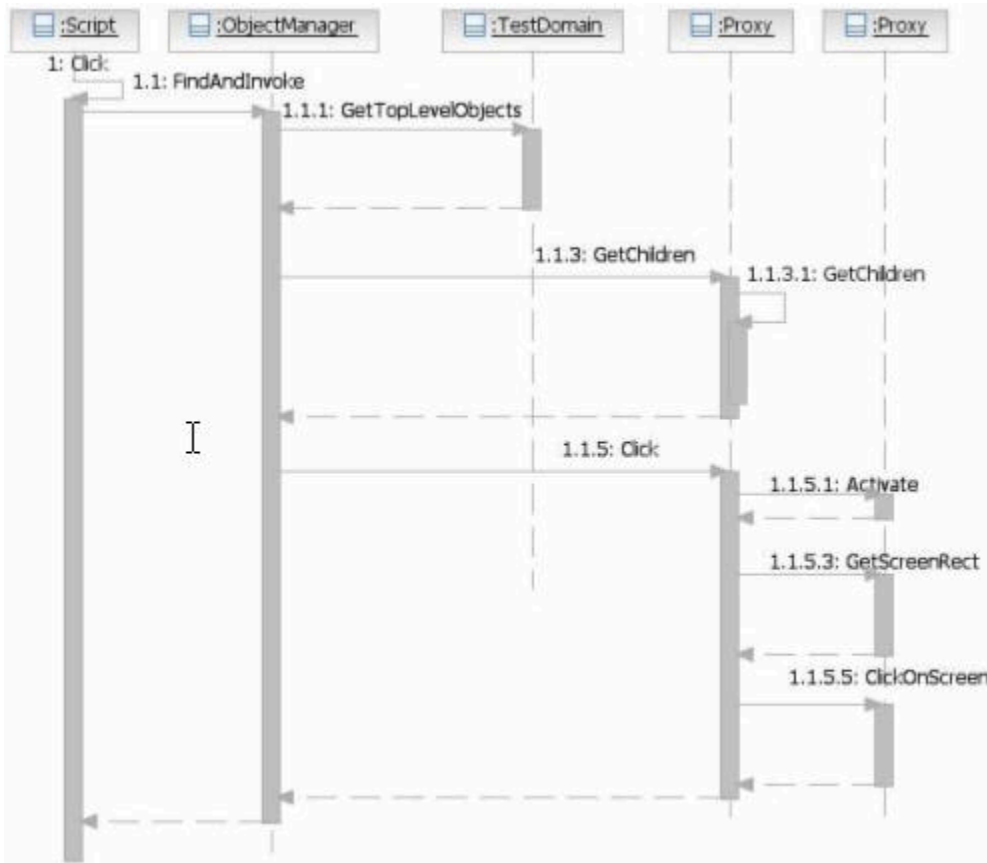 :Script
:ObjectManager
:TestDomain
:Proxy
:Proxy
1: Click
1.1: FindAndInvoke
1.1.1: GetTopLevelObjects
1.1.3: GetChildren
1.1.3.1: GetChildren
1.1.5: Click
1.1.5.1: Activate
1.1.5.3: GetScreenRect
1.1.5.5: ClickOnScreen